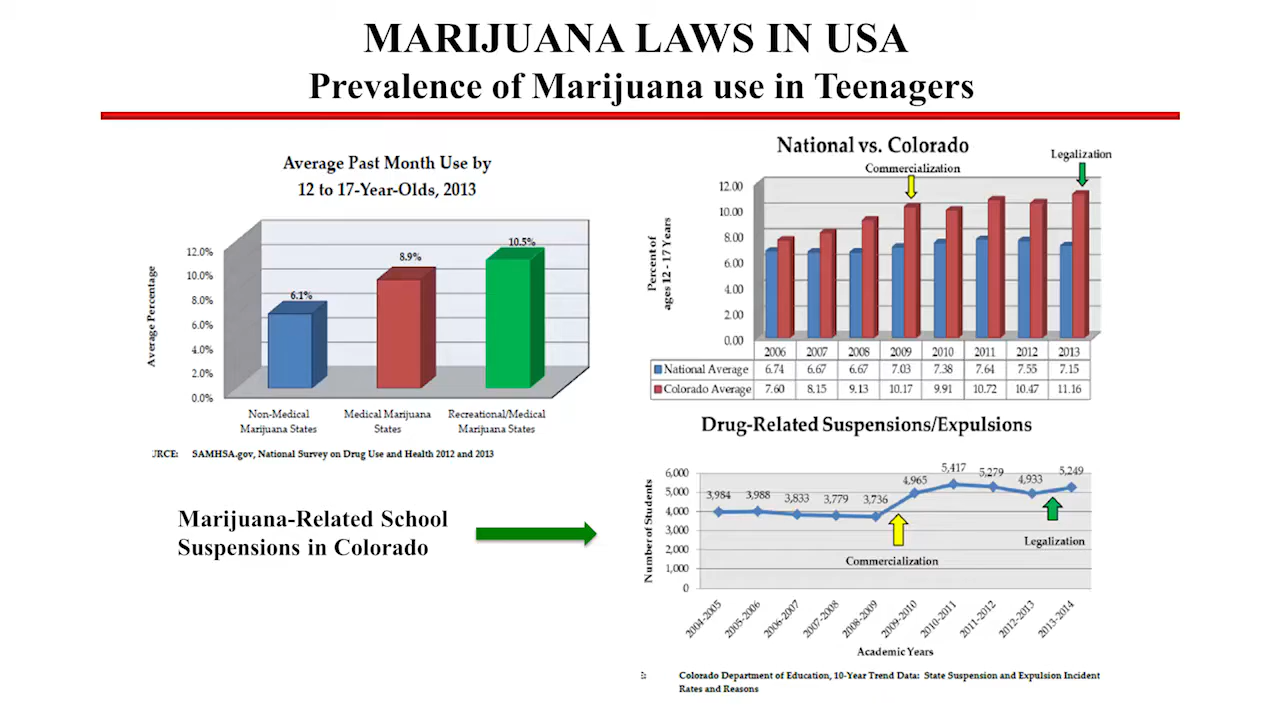 MARIJUANA LAWS IN USA
Prevalence of Marijuana use in Teenagers
Average Past Month Use by
12 to 17-Year-Olds, 2013
Average Percentage
12.0%
10.0%
8.0%
6.0%
4.0%
2.0%
0.0%
6.1%
8.9%
10.5%
Non-Medical
Marijuana States
Medical Marijuana
States
Recreational/Medical
Marijuana States
URCE: SAMHSA.gov, National Survey on Drug Use and Health 2012 and 2013
Marijuana-Related School
Suspensions in Colorado
National vs. Colorado
Commercialization
Legalization
Percent of
ages 12 - 17 Years
12.00
10.00
8.00
6.00
4.00
2.00
0.00
2006 2007 2008 2009 2010 2011 2012 2013
National Average 6.74 6.67 6.67 7.03 7.38 7.64 7.55 7.15
Colorado Average 7.60 8.15 9.13 10.17 9.91 10.72 10.47 11.16
Drug-Related Suspensions/Expulsions
Number of Students
6,000
5,000
4,000
3,000
2,000
1,000
0
3,984 3,988 3,833 3,779 3,736 4,965 5,417 5,279 4,933 5,249
Commercialization
Legalization
2004-2005 2005-2006 2006-2007 2007-2008 2008-2009 2009-2010 2010-2011 2011-2012 2012-2013 2013-2014
Academic Years
E: Colorado Department of Education, 10-Year Trend Data: State Suspension and Expulsion Incident
Rates and Reasons